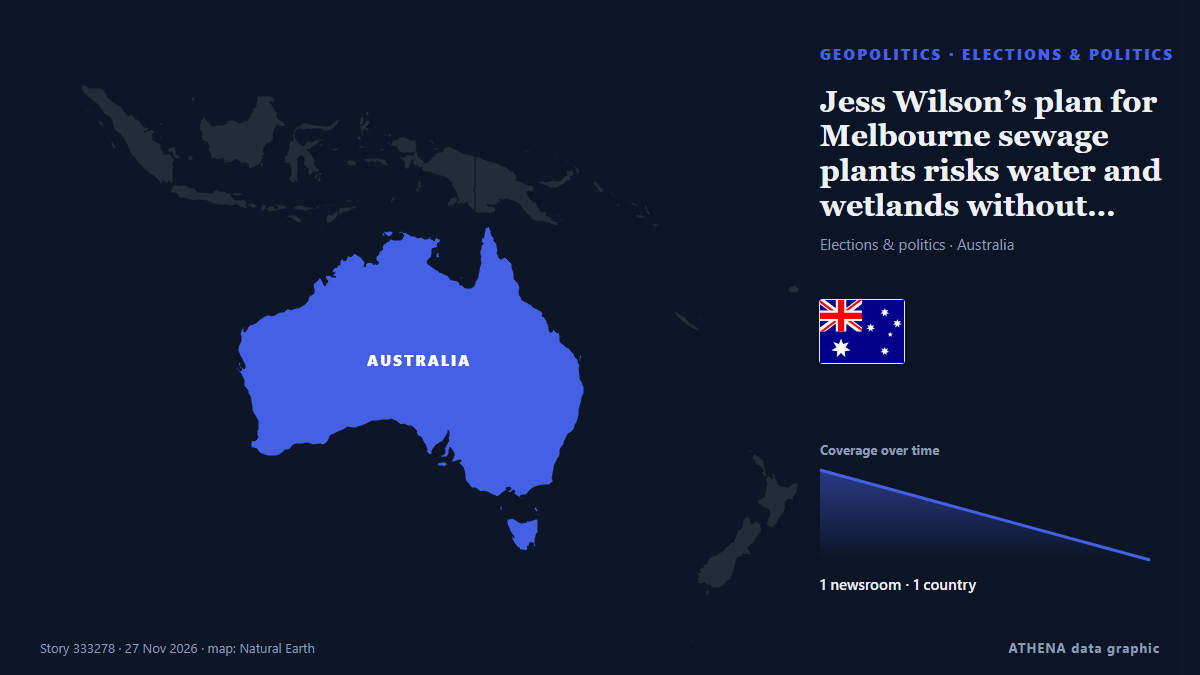 GEOPOLITICS · ELECTIONS & POLITICS
Jess Wilson’s plan for
Melbourne sewage
plants risks water and
wetlands without...
Elections & politics · Australia
AUSTRALIA
Coverage over time
1 newsroom · 1 country
Story 333278 · 27 Nov 2026 · map: Natural Earth
ATHENA data graphic